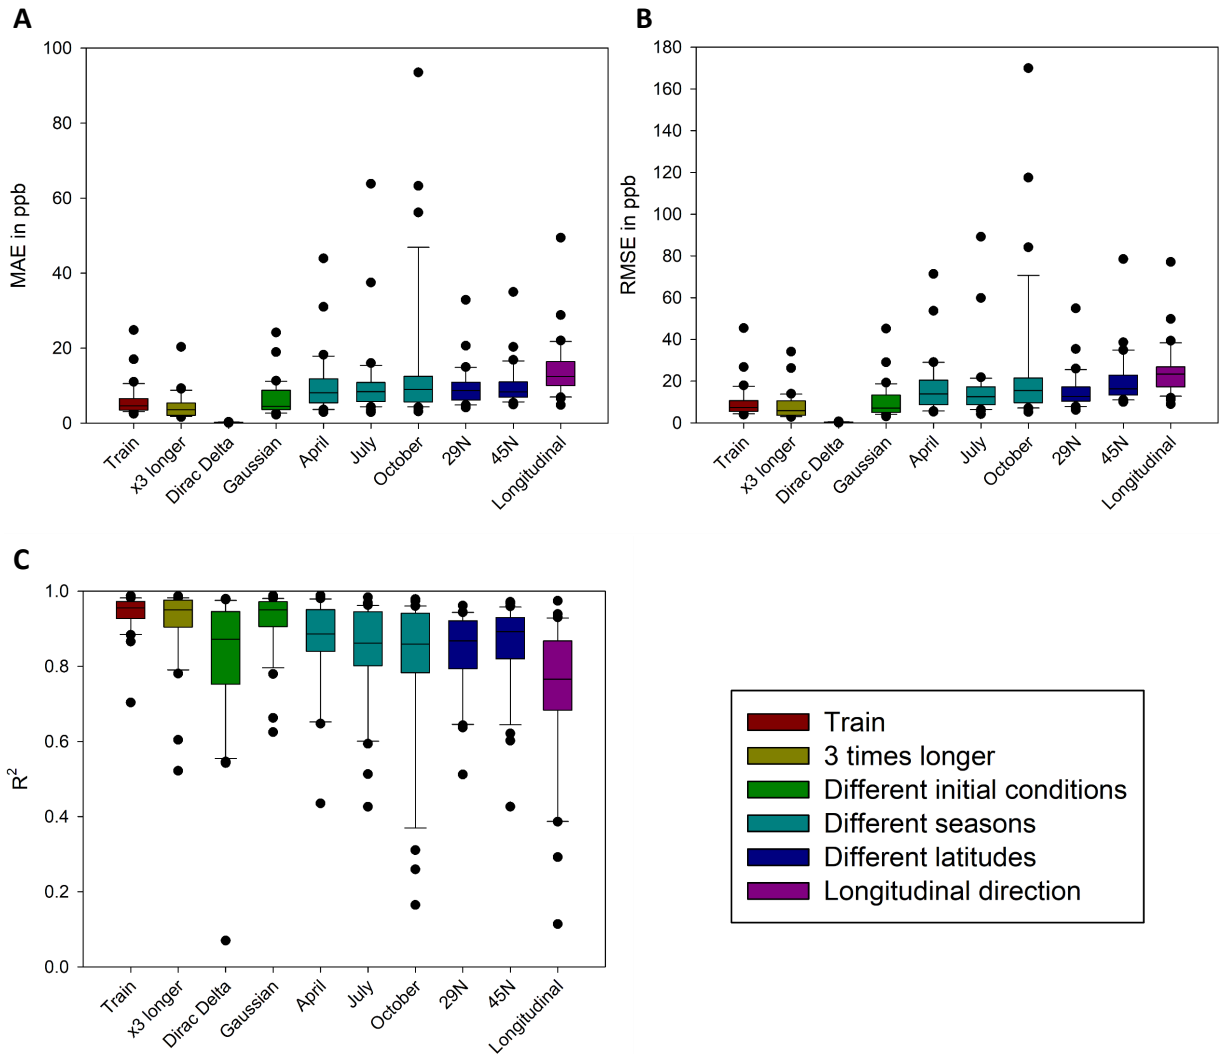 A
MAE in ppb
100
80
60
40
20
0
Train
x3 longer
Dirac Delta
Gaussian
April
July
October
29N
45N
Longitudinal
B
RMSE in ppb
180
160
140
120
100
80
60
40
20
0
Train
x3 longer
Dirac Delta
Gaussian
April
July
October
29N
45N
Longitudinal
C
R²
1.0
0.8
0.6
0.4
0.2
0.0
Train
x3 longer
Dirac Delta
Gaussian
April
July
October
29N
45N
Longitudinal
Train
3 times longer
Different initial conditions
Different seasons
Different latitudes
Longitudinal direction